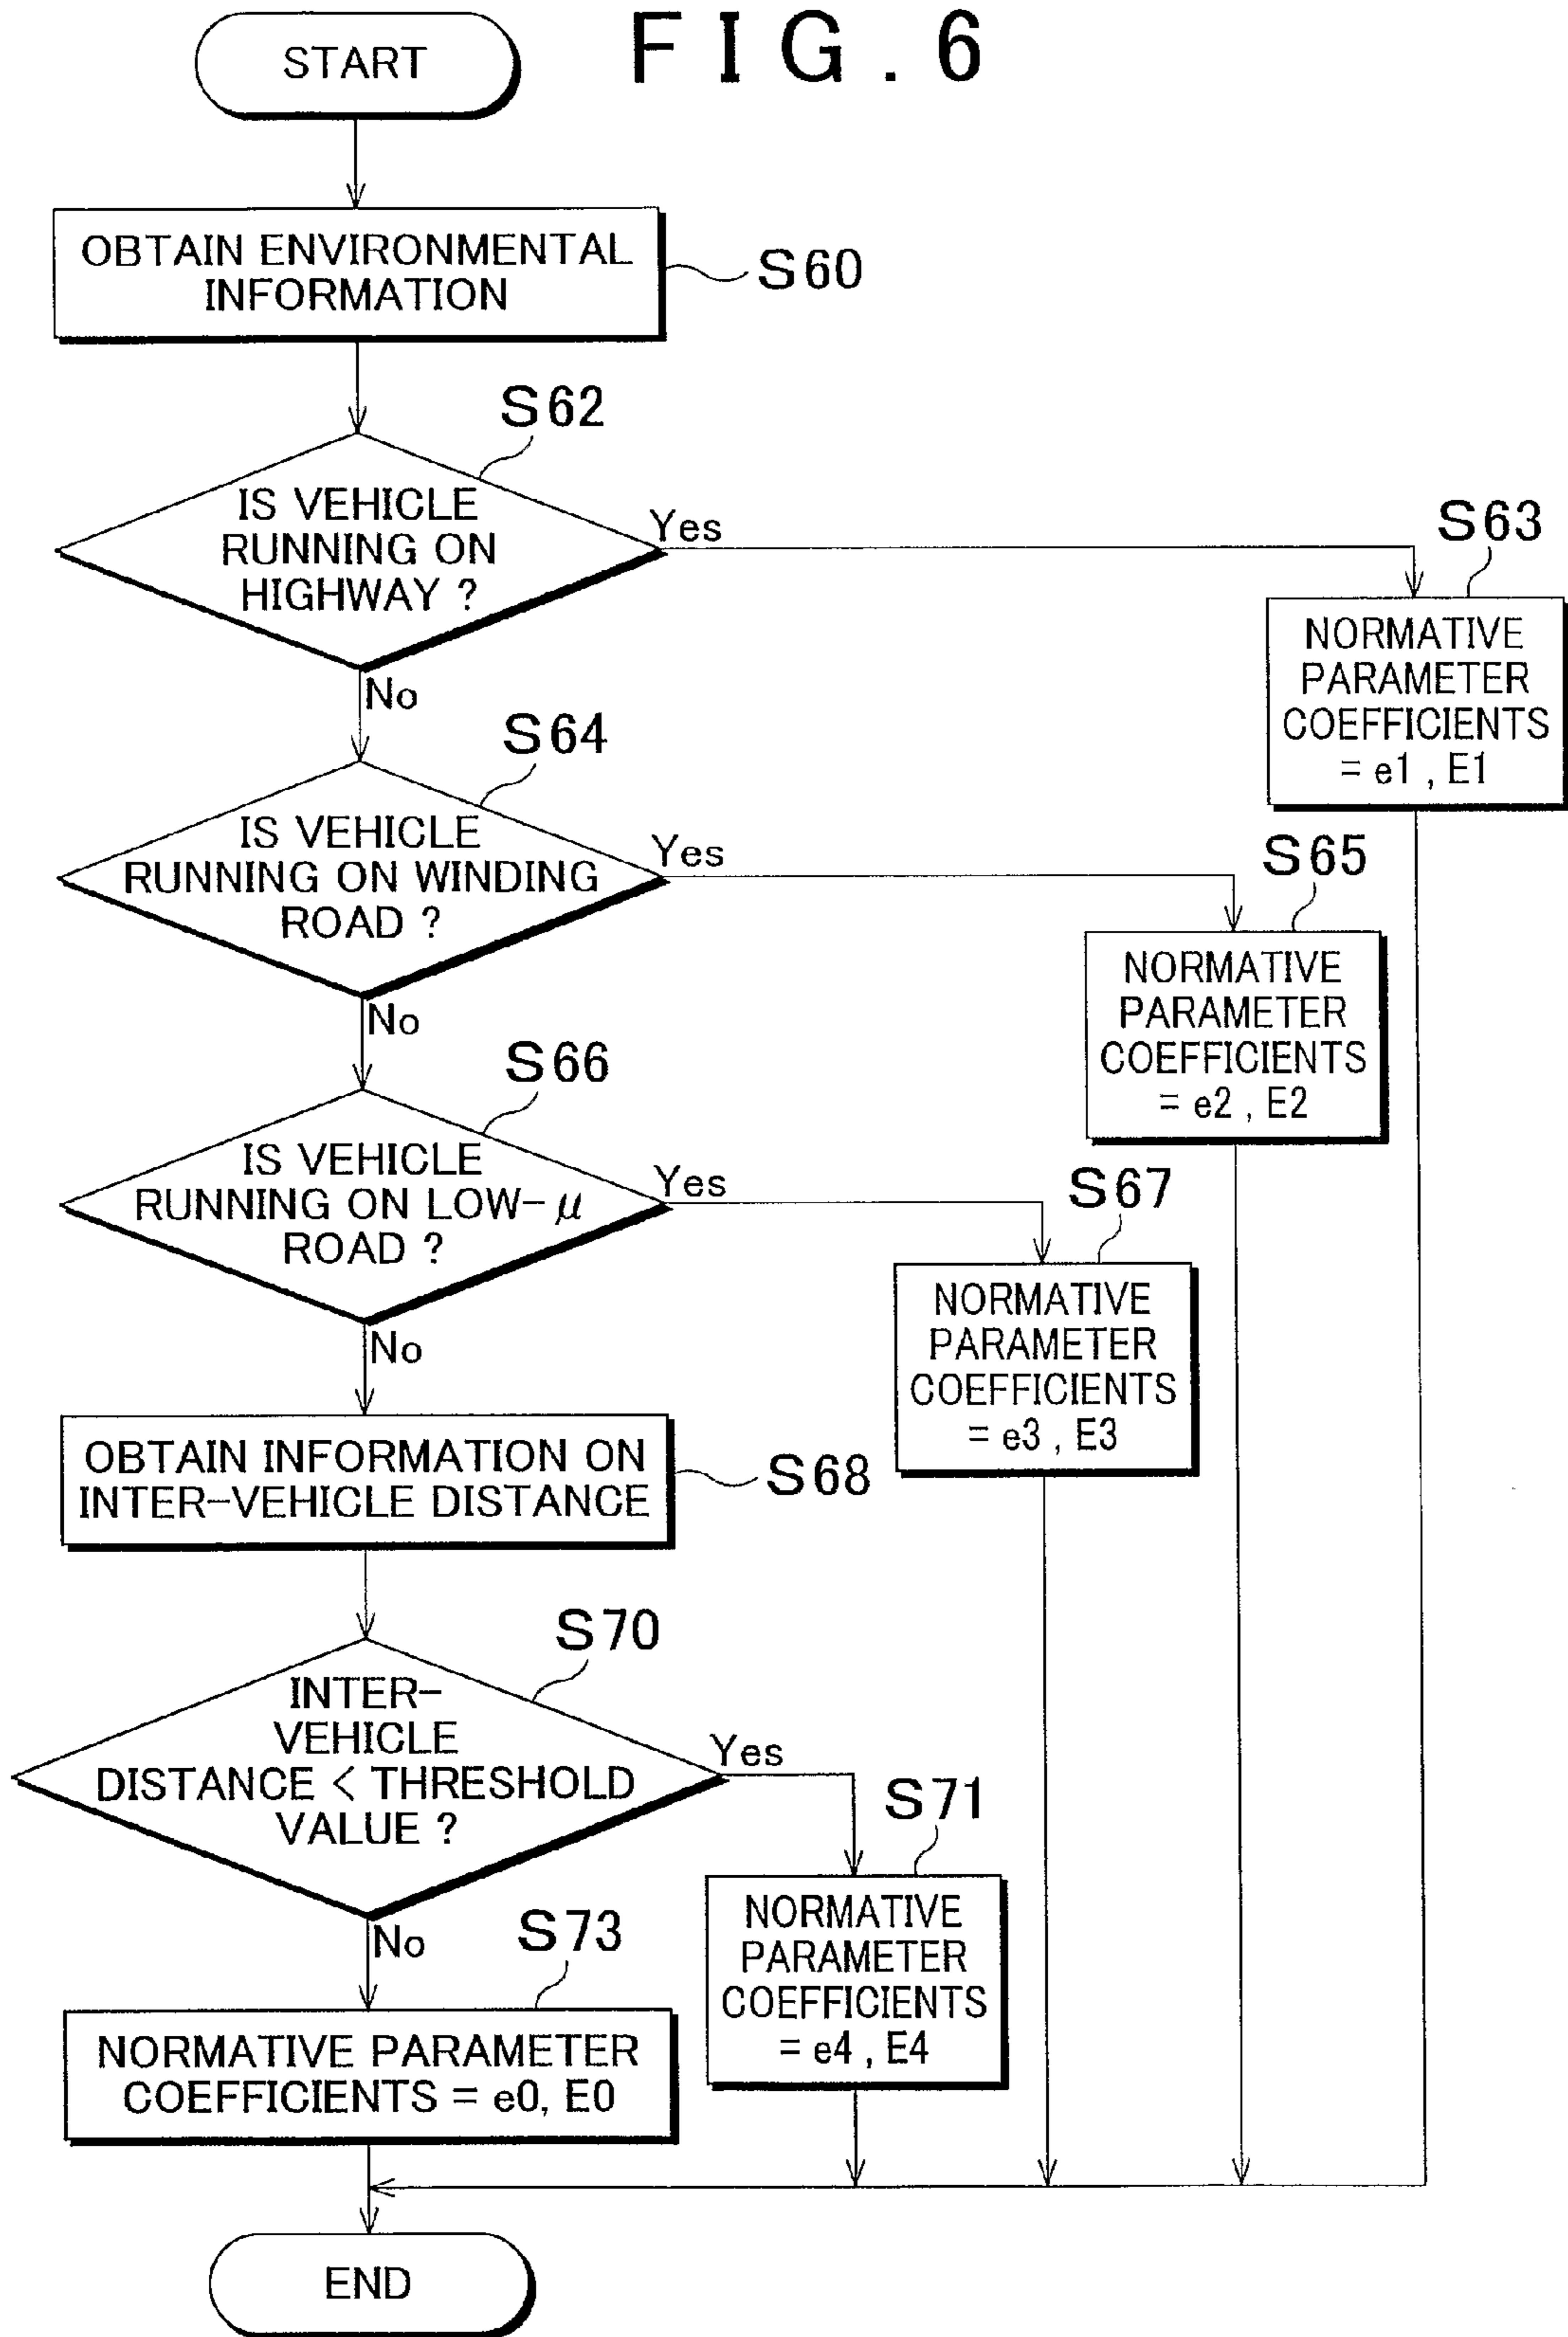 FIG. 6
START
OBTAIN ENVIRONMENTAL
INFORMATION
S60
S62
IS VEHICLE
RUNNING ON
HIGHWAY ?
Yes
No
S63
NORMATIVE
PARAMETER
COEFFICIENTS
= e1 , E1
S64
IS VEHICLE
RUNNING ON WINDING
ROAD ?
Yes
No
S65
NORMATIVE
PARAMETER
COEFFICIENTS
= e2 , E2
S66
IS VEHICLE
RUNNING ON LOW-μ
ROAD ?
Yes
No
S67
NORMATIVE
PARAMETER
COEFFICIENTS
= e3 , E3
OBTAIN INFORMATION ON
INTER-VEHICLE DISTANCE
S68
S70
INTER-
VEHICLE
DISTANCE < THRESHOLD
VALUE ?
Yes
No
S71
NORMATIVE
PARAMETER
COEFFICIENTS
= e4 , E4
S73
NORMATIVE PARAMETER
COEFFICIENTS = e0, E0
END